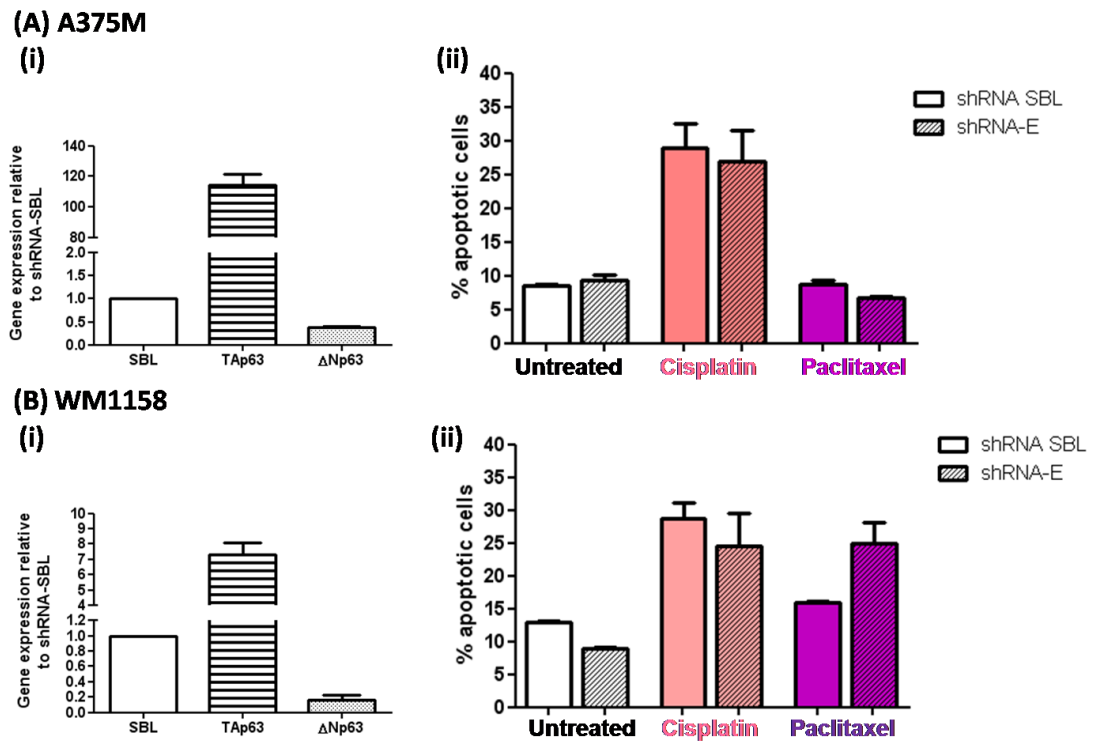 (A) A375M
(i)
Gene expression relative
to shRNA-SBL
140
120
100
80
2.0
1.5
1.0
0.5
0.0
SBL
TAp63
ΔNp63
(ii)
% apoptotic cells
40
35
30
25
20
15
10
5
0
Untreated
Cisplatin
Paclitaxel
shRNA SBL
shRNA-E
(B) WM1158
(i)
Gene expression relative
to shRNA-SBL
10
9
8
7
6
5
4
1.2
1.0
0.8
0.6
0.4
0.2
0.0
SBL
TAp63
ΔNp63
(ii)
% apoptotic cells
40
35
30
25
20
15
10
5
0
Untreated
Cisplatin
Paclitaxel
shRNA SBL
shRNA-E